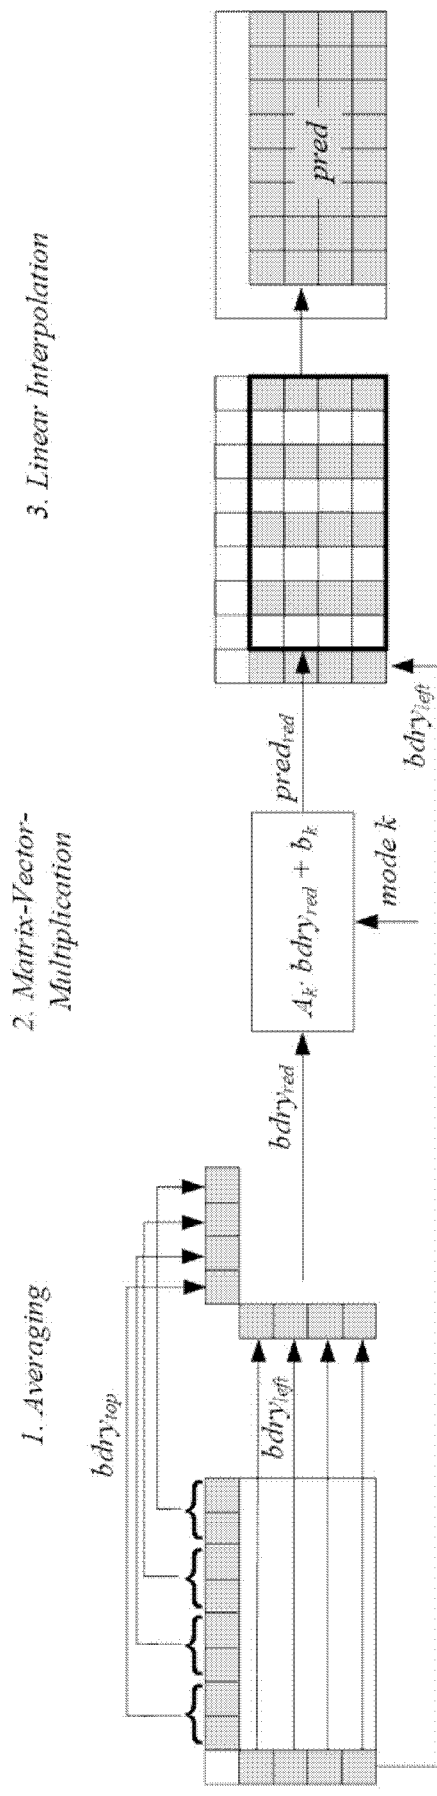 1. Averaging
bdry_top
bdry_left
bdry_red
2. Matrix-Vector-
Multiplication
A_k· bdry_red + b_k
mode k
pred_red
bdry_left
3. Linear Interpolation
pred